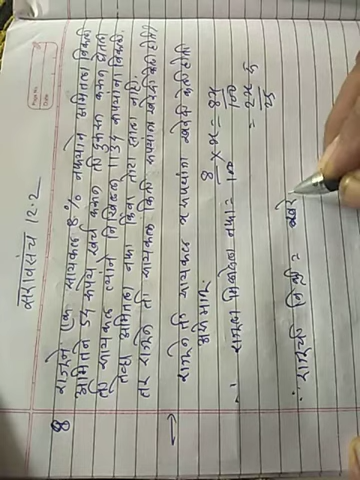 सरावसंच 12.2
8 राजूने एक सायकल 8% नफ्याने अमितला विकली
अमितने 54 रुपये खर्च करून ती दुरुस्त करून घेतली
ती सायकल त्याने निखिलला 1134 रुपयांना विकली.
तेव्हा अमितला नफा किंवा तोटा झाला नाही.
तर राजूने ती सायकल किती रुपयांना खरेदी केली होती?
→ राजूने ती सायकल x रुपयांना खरेदी केली होती
असे मानू.
∴ राजूला मिळालेला नफा = 8/100 × x = 8x/100
= 2x/25 रु
∴ राजूची विक्री = खरे